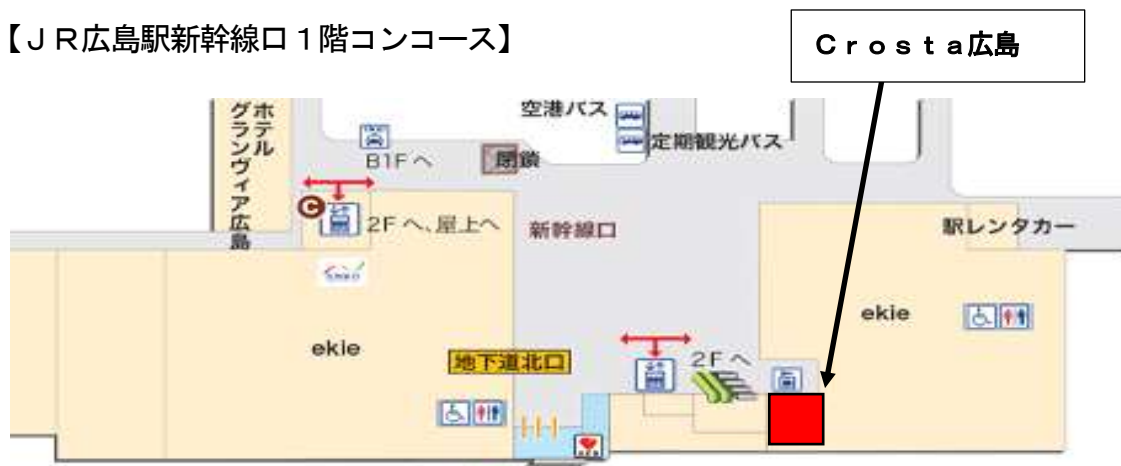 【ＪＲ広島駅新幹線口１階コンコース】
Ｃｒｏｓｔａ広島
ホテル
グランヴィア広島
空港バス
定期観光バス
B1Fへ
閉鎖
C
2Fへ、屋上へ
新幹線口
駅レンタカー
ekie
ekie
地下道北口
2Fへ